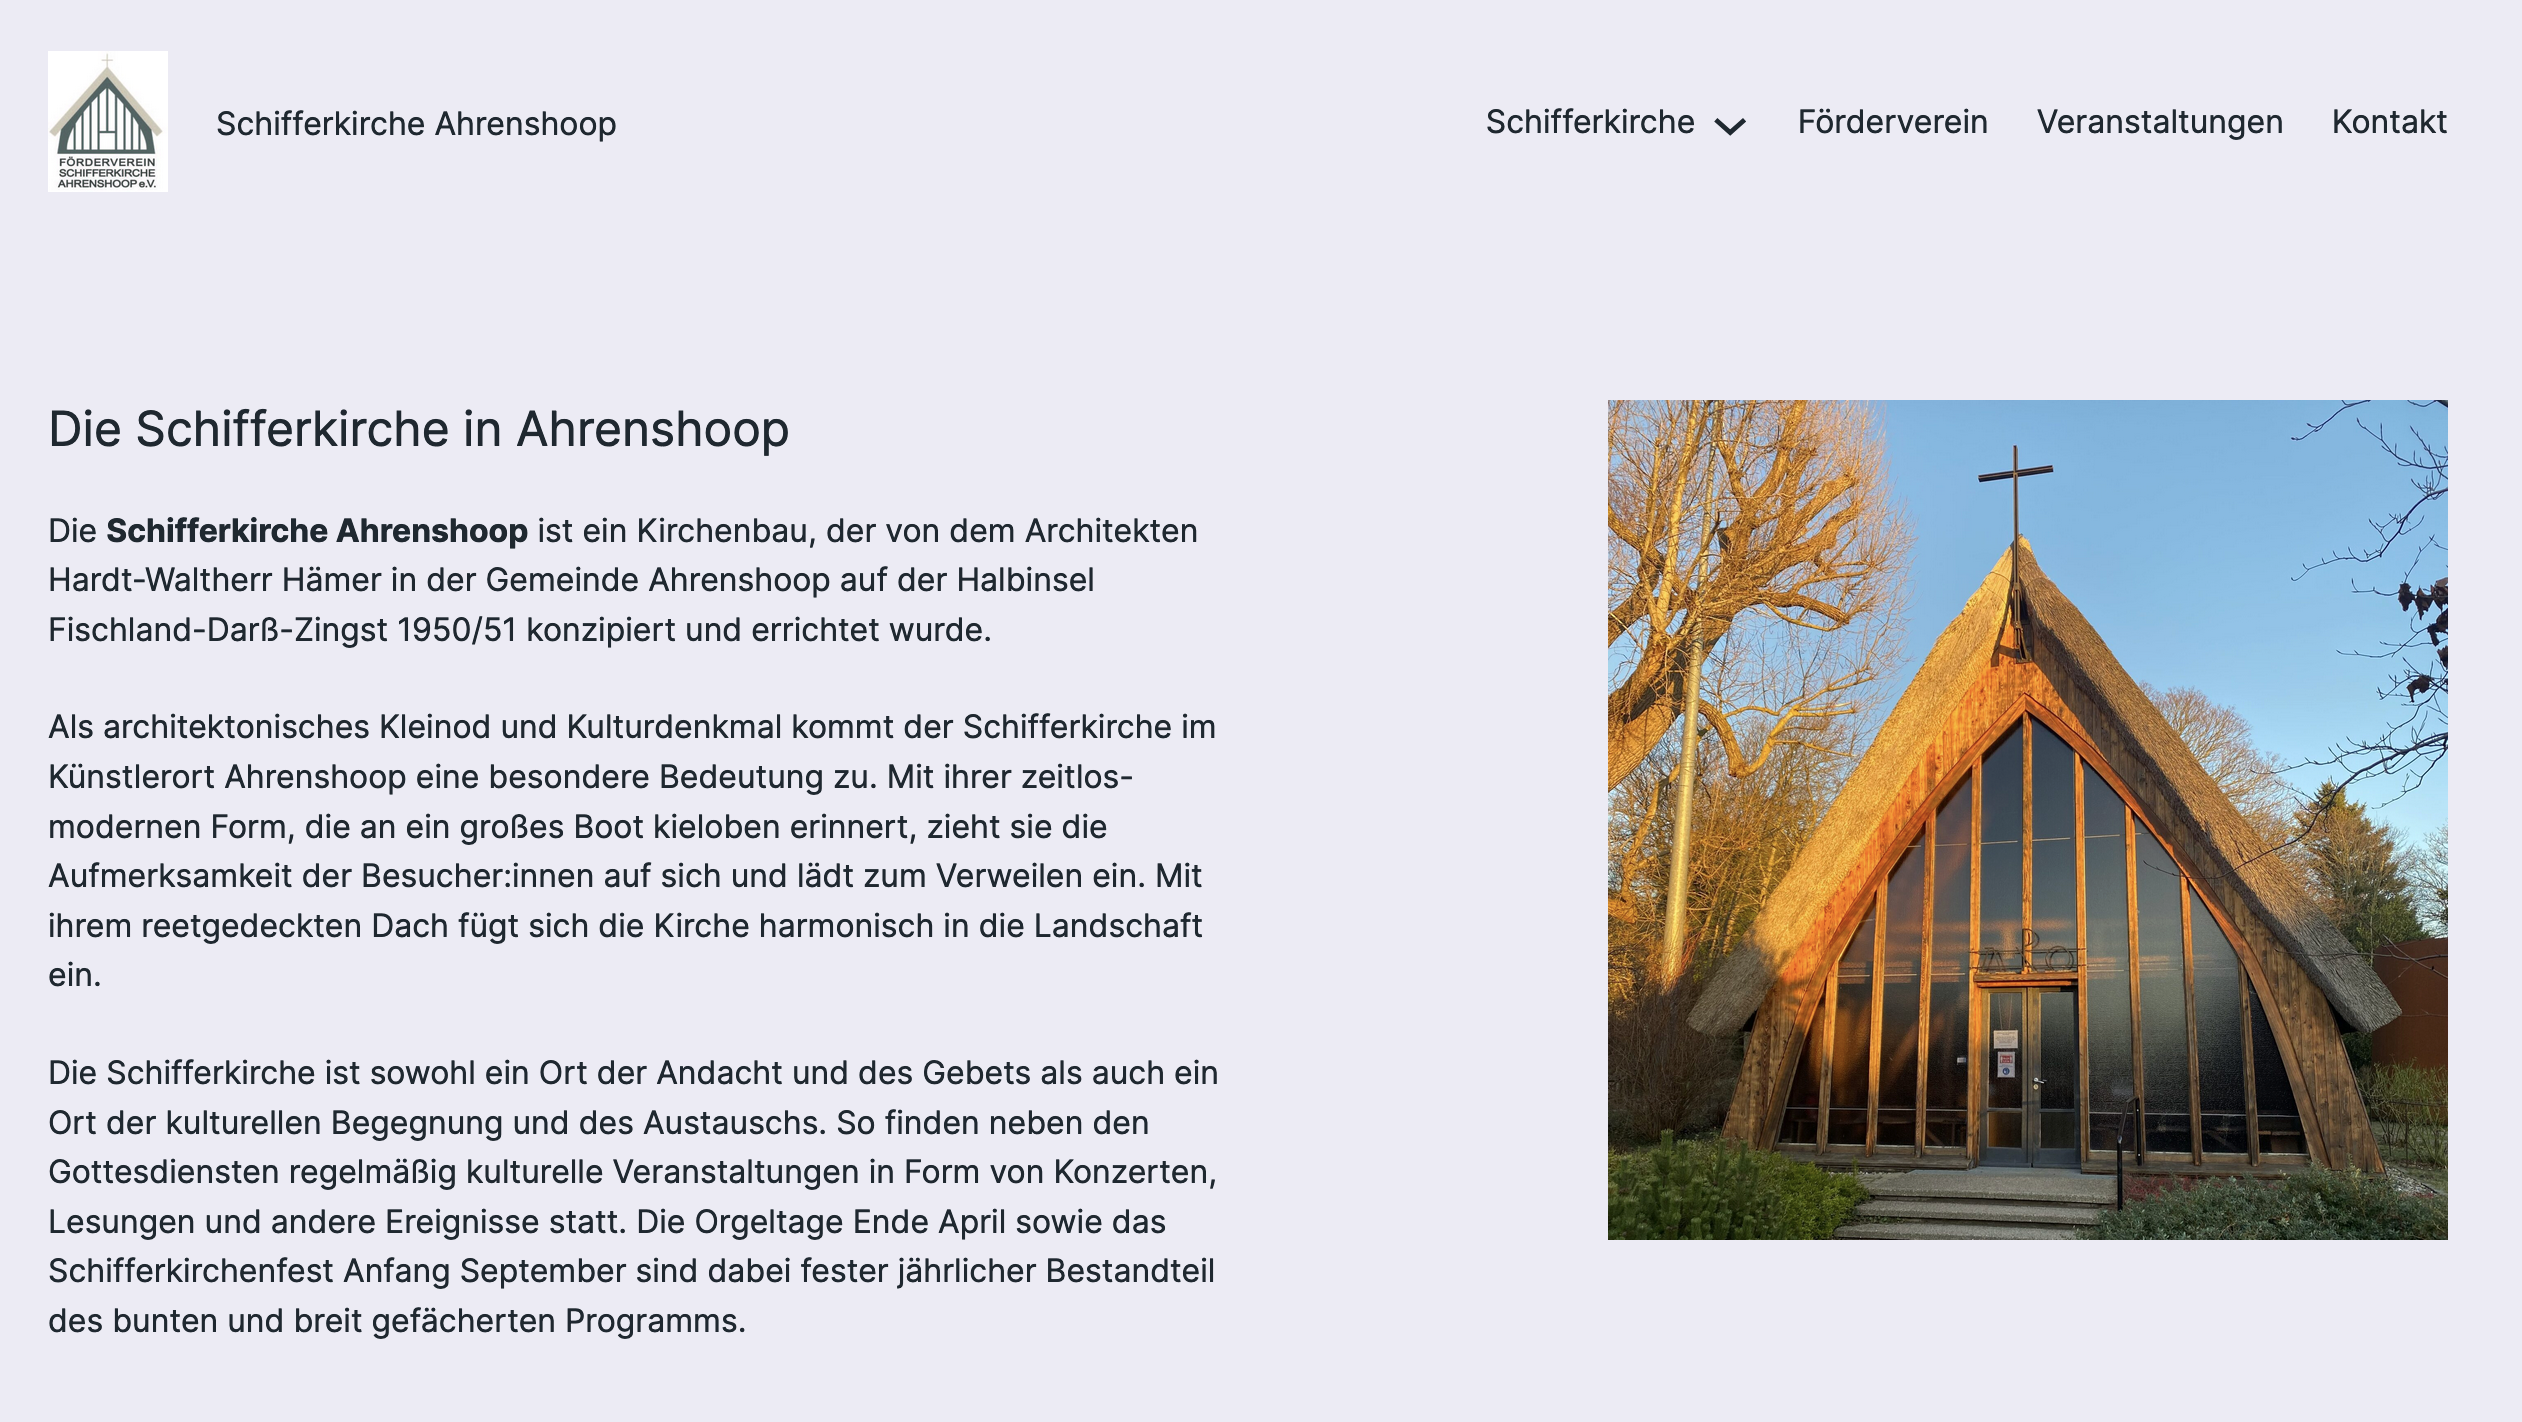 FÖRDERVEREIN
SCHIFFERKIRCHE
AHRENSHOOP e.V.
Schifferkirche Ahrenshoop
Schifferkirche
Förderverein
Veranstaltungen
Kontakt
Die Schifferkirche in Ahrenshoop
Die Schifferkirche Ahrenshoop ist ein Kirchenbau, der von dem Architekten
Hardt-Waltherr Hämer in der Gemeinde Ahrenshoop auf der Halbinsel
Fischland-Darß-Zingst 1950/51 konzipiert und errichtet wurde.
Als architektonisches Kleinod und Kulturdenkmal kommt der Schifferkirche im
Künstlerort Ahrenshoop eine besondere Bedeutung zu. Mit ihrer zeitlos-
modernen Form, die an ein großes Boot kieloben erinnert, zieht sie die
Aufmerksamkeit der Besucher:innen auf sich und lädt zum Verweilen ein. Mit
ihrem reetgedeckten Dach fügt sich die Kirche harmonisch in die Landschaft
ein.
Die Schifferkirche ist sowohl ein Ort der Andacht und des Gebets als auch ein
Ort der kulturellen Begegnung und des Austauschs. So finden neben den
Gottesdiensten regelmäßig kulturelle Veranstaltungen in Form von Konzerten,
Lesungen und andere Ereignisse statt. Die Orgeltage Ende April sowie das
Schifferkirchenfest Anfang September sind dabei fester jährlicher Bestandteil
des bunten und breit gefächerten Programms.